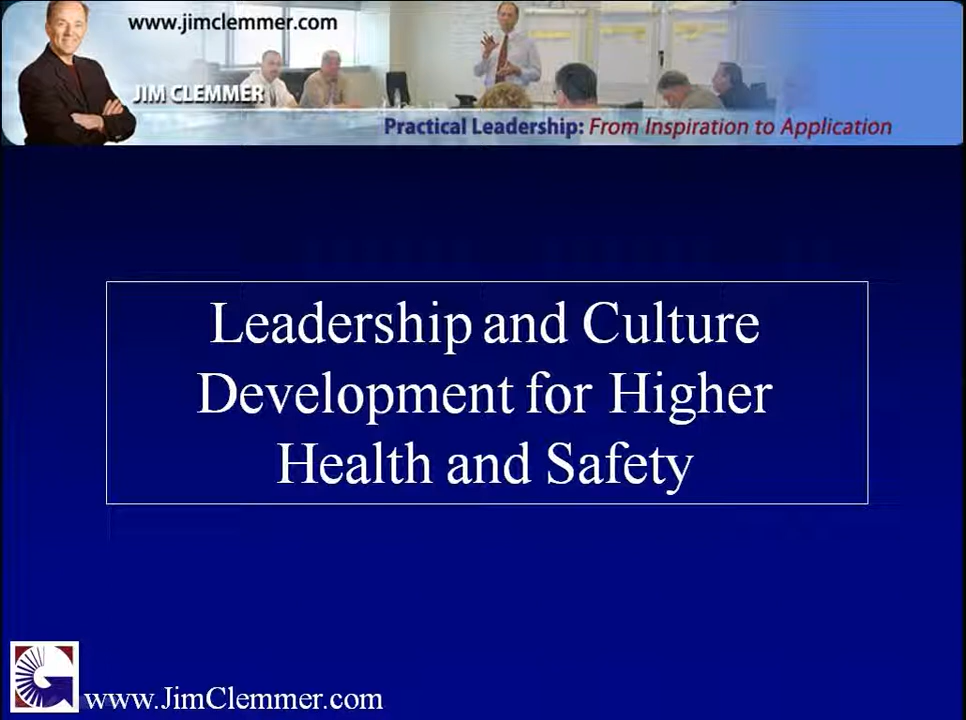 www.jimclemmer.com
JIM CLEMMER
Practical Leadership: From Inspiration to Application
Leadership and Culture
Development for Higher
Health and Safety
www.JimClemmer.com